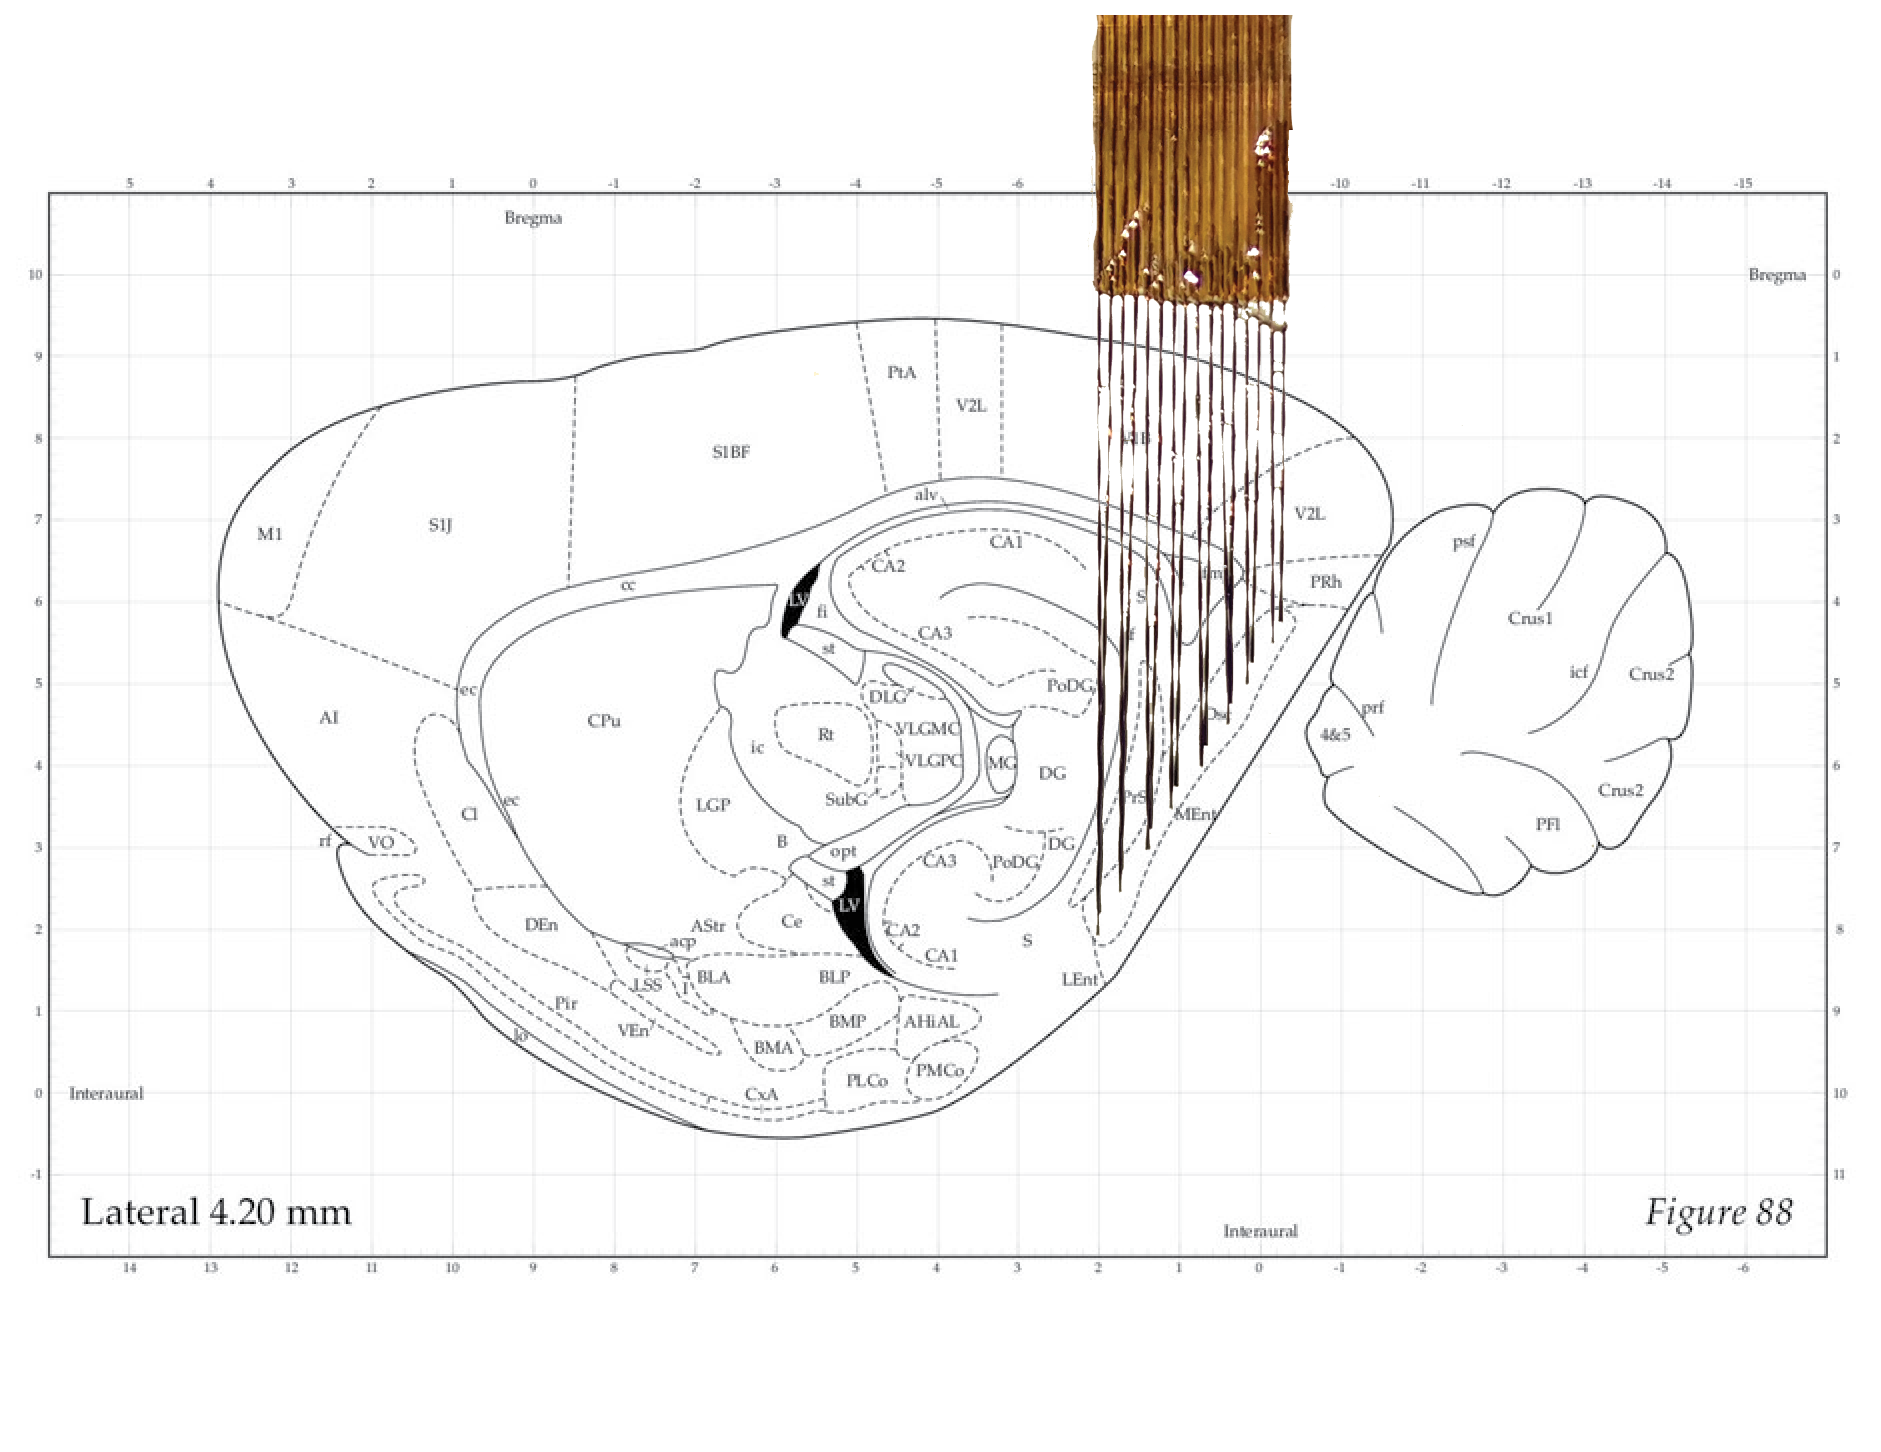 5 4 3 2 1 0 -1 -2 -3 -4 -5 -6 -10 -11 -12 -13 -14 -15
Bregma
10 Bregma 0
9 1
PtA
V2L
8 2
S1BF V1B
alv
7 V2L 3
M1 S1J psf
CA1
CA2 fmj
cc PRh
6 LV fi S 4
Crus1
CA3 f
st
5 ec DLG PoDG icf Crus2 5
AI CPu Rt Dsc prf
ic VLGMC 4&5
4 VLGPC MG DG 6
ec LGP SubG PrS Crus2
Cl MEnt PFl
rf VO B DG
3 opt CA3 PoDG 7
st
LV
DEn AStr Ce CA2
2 acp S 8
CA1
LSS I BLA BLP LEnt
Pir
1 VEn BMP AHiAL 9
lo BMA
PLCo PMCo
0 Interaural CxA 10
-1 11
Lateral 4.20 mm Figure 88
Interaural
14 13 12 11 10 9 8 7 6 5 4 3 2 1 0 -1 -2 -3 -4 -5 -6